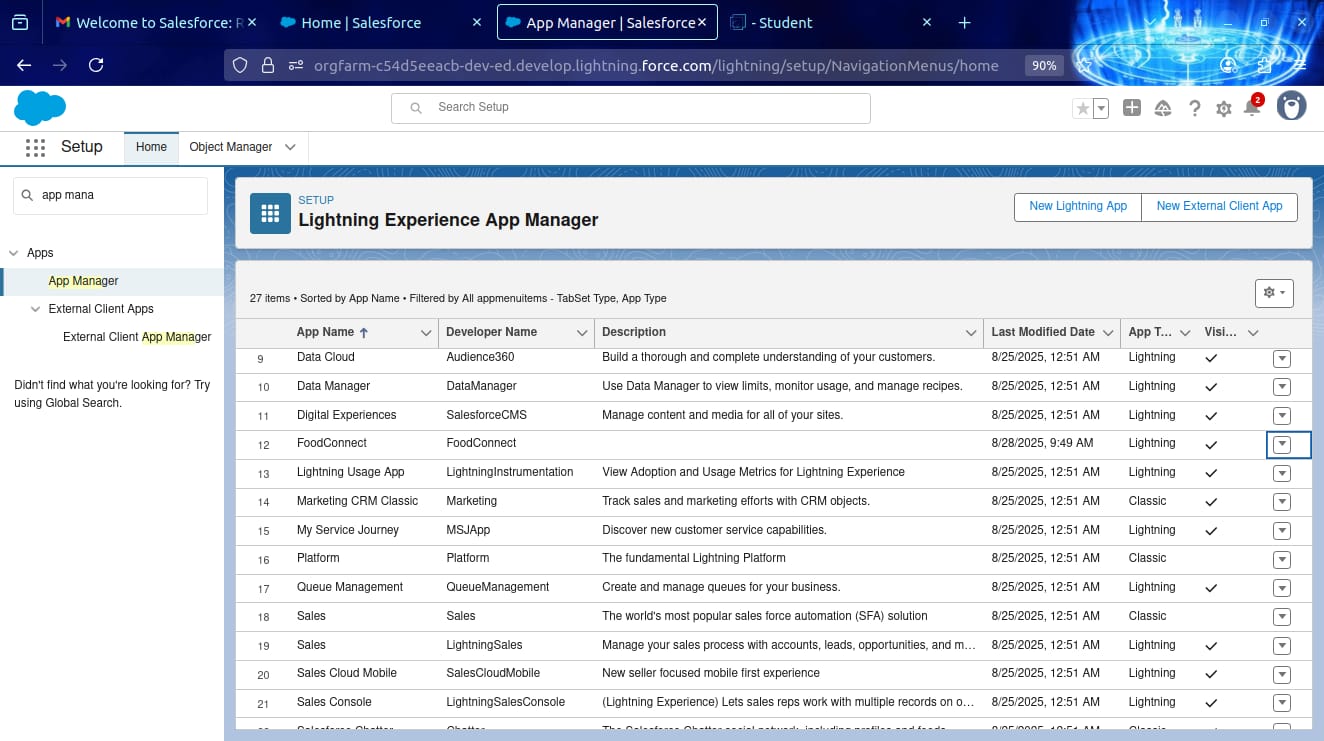 Welcome to Salesforce: R
Home | Salesforce
App Manager | Salesforce
- Student
orgfarm-c54d5eeacb-dev-ed.develop.lightning.force.com/lightning/setup/NavigationMenus/home
90%
Search Setup
2
Setup
Home
Object Manager
app mana
Apps
App Manager
External Client Apps
External Client App Manager
Didn't find what you're looking for? Try
using Global Search.
SETUP
Lightning Experience App Manager
New Lightning App
New External Client App
27 items • Sorted by App Name • Filtered by All appmenuitems - TabSet Type, App Type
App Name Developer Name Description Last Modified Date App T... Visi...
9 Data Cloud Audience360 Build a thorough and complete understanding of your customers. 8/25/2025, 12:51 AM Lightning
10 Data Manager DataManager Use Data Manager to view limits, monitor usage, and manage recipes. 8/25/2025, 12:51 AM Lightning
11 Digital Experiences SalesforceCMS Manage content and media for all of your sites. 8/25/2025, 12:51 AM Lightning
12 FoodConnect FoodConnect 8/28/2025, 9:49 AM Lightning
13 Lightning Usage App LightningInstrumentation View Adoption and Usage Metrics for Lightning Experience 8/25/2025, 12:51 AM Lightning
14 Marketing CRM Classic Marketing Track sales and marketing efforts with CRM objects. 8/25/2025, 12:51 AM Classic
15 My Service Journey MSJApp Discover new customer service capabilities. 8/25/2025, 12:51 AM Lightning
16 Platform Platform The fundamental Lightning Platform 8/25/2025, 12:51 AM Classic
17 Queue Management QueueManagement Create and manage queues for your business. 8/25/2025, 12:51 AM Lightning
18 Sales Sales The world's most popular sales force automation (SFA) solution 8/25/2025, 12:51 AM Classic
19 Sales LightningSales Manage your sales process with accounts, leads, opportunities, and m... 8/25/2025, 12:51 AM Lightning
20 Sales Cloud Mobile SalesCloudMobile New seller focused mobile first experience 8/25/2025, 12:51 AM Lightning
21 Sales Console LightningSalesConsole (Lightning Experience) Lets sales reps work with multiple records on o... 8/25/2025, 12:51 AM Lightning